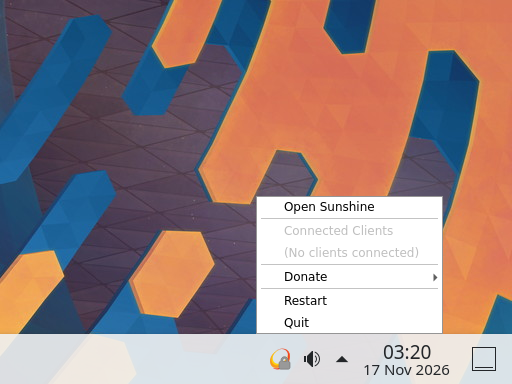 Open Sunshine
Connected Clients
(No clients connected)
Donate
Restart
Quit
03:20
17 Nov 2026